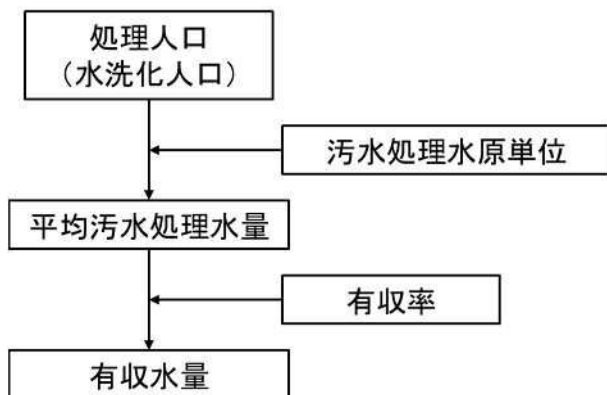 処理人口
（水洗化人口）
汚水処理水原単位
平均汚水処理水量
有収率
有収水量